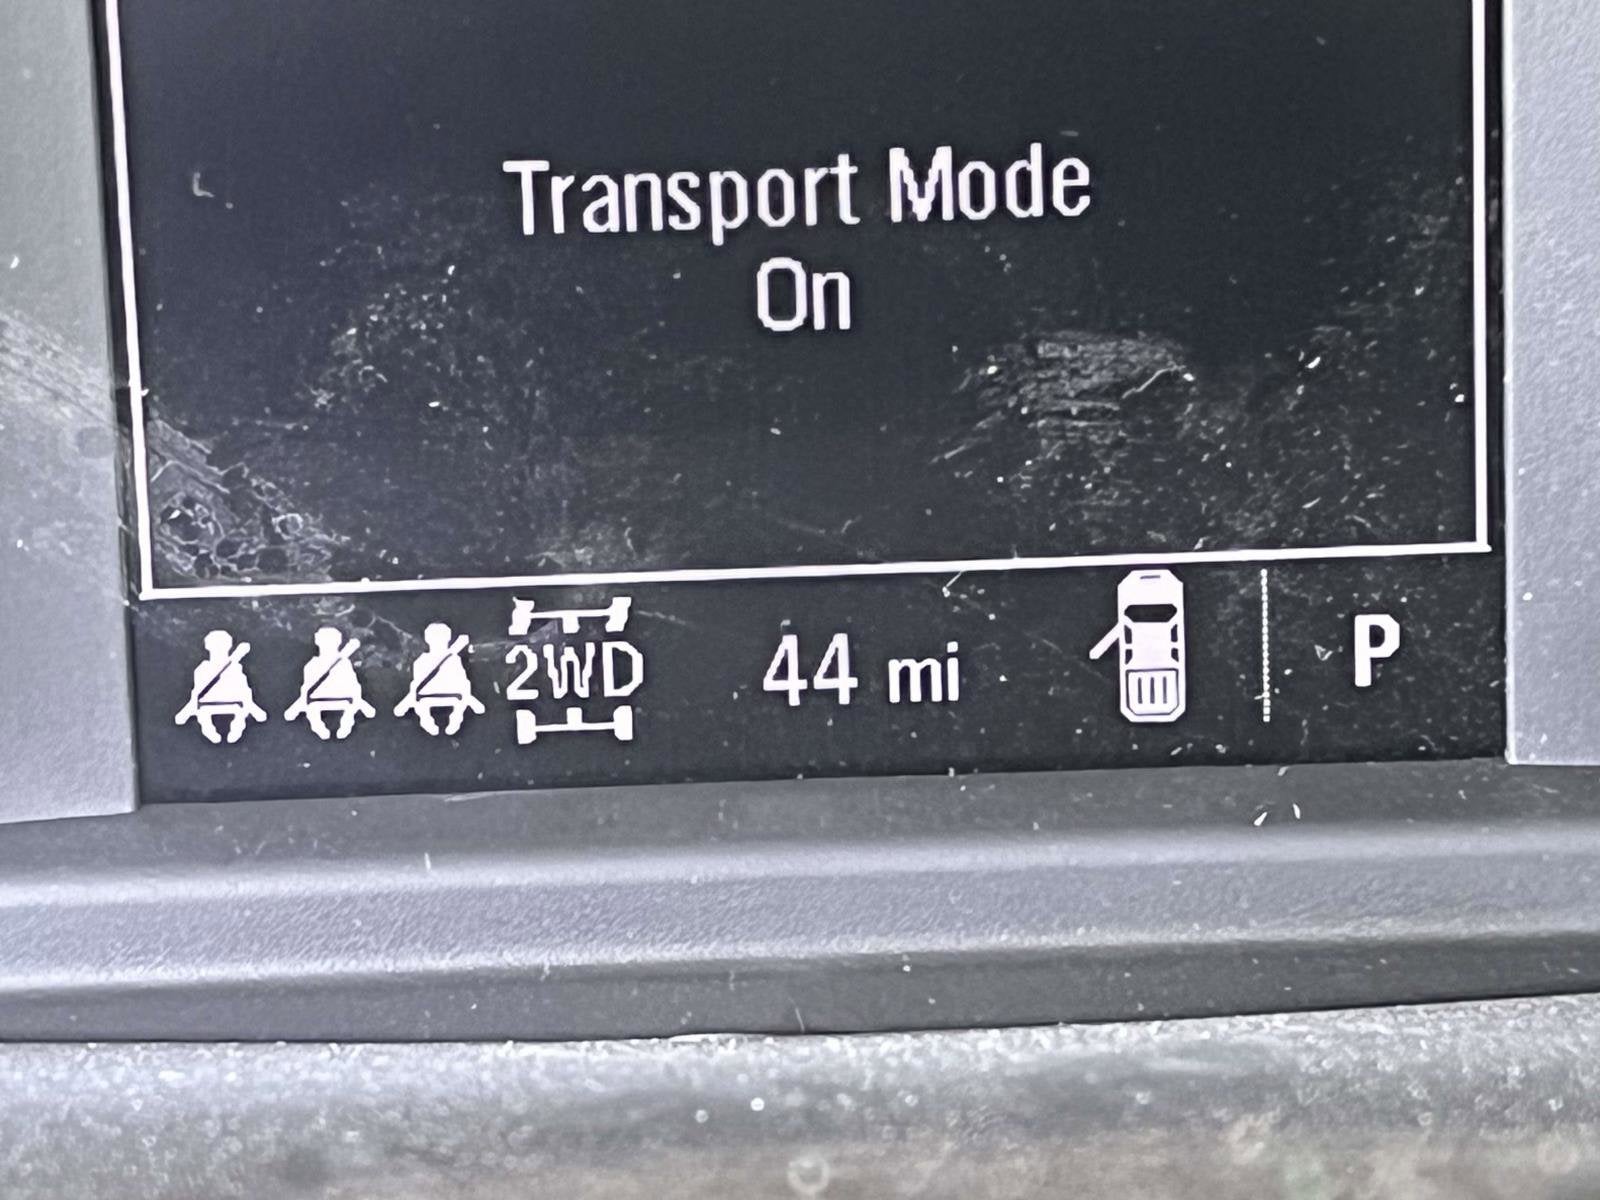 Transport Mode
On
2WD 44 mi P